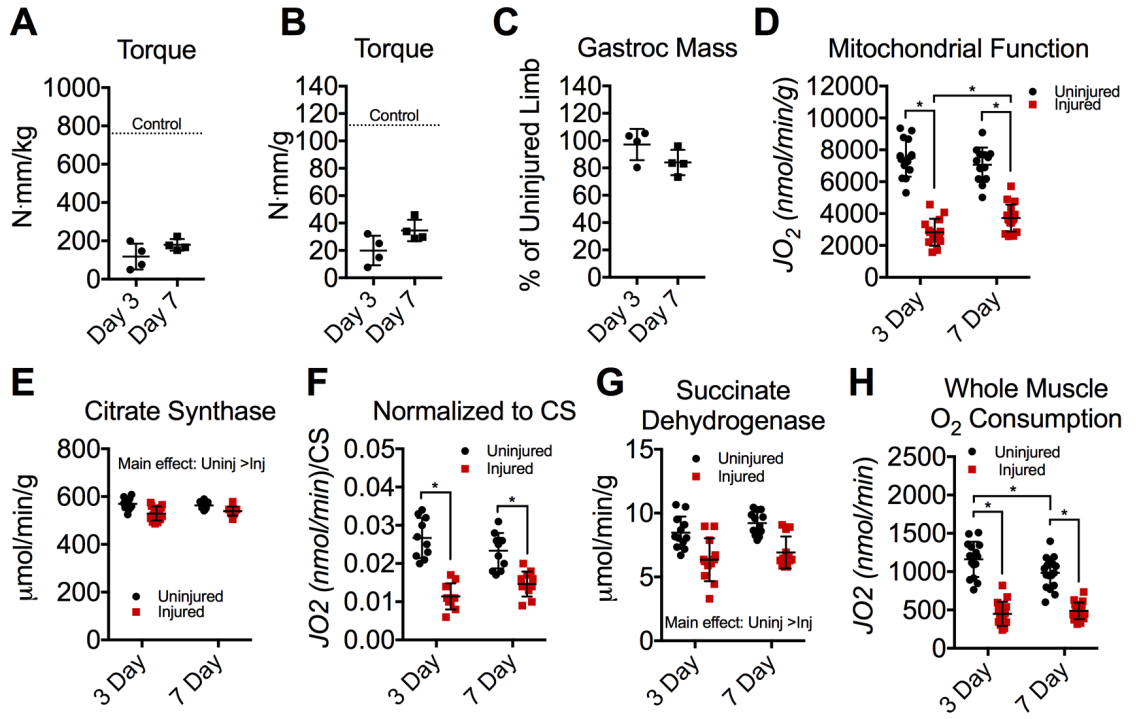 A
Torque
N·mm/kg
1000
800
600
400
200
0
Control
Day 3
Day 7
B
Torque
N·mm/g
140
120
100
80
60
40
20
0
Control
Day 3
Day 7
C
Gastroc Mass
% of Uninjured Limb
140
120
100
80
60
40
20
0
Day 3
Day 7
D
Mitochondrial Function
JO2 (nmol/min/g)
12000
10000
8000
6000
4000
2000
0
Uninjured
Injured
*
*
*
3 Day
7 Day
E
Citrate Synthase
μmol/min/g
800
600
400
200
0
Main effect: Uninj >Inj
Uninjured
Injured
3 Day
7 Day
F
Normalized to CS
JO2 (nmol/min)/CS
0.05
0.04
0.03
0.02
0.01
0.00
Uninjured
Injured
*
*
3 Day
7 Day
G
Succinate
Dehydrogenase
μmol/min/g
15
10
5
0
Uninjured
Injured
Main effect: Uninj >Inj
3 Day
7 Day
H
Whole Muscle
O2 Consumption
JO2 (nmol/min)
2500
2000
1500
1000
500
0
Uninjured
Injured
*
*
*
3 Day
7 Day